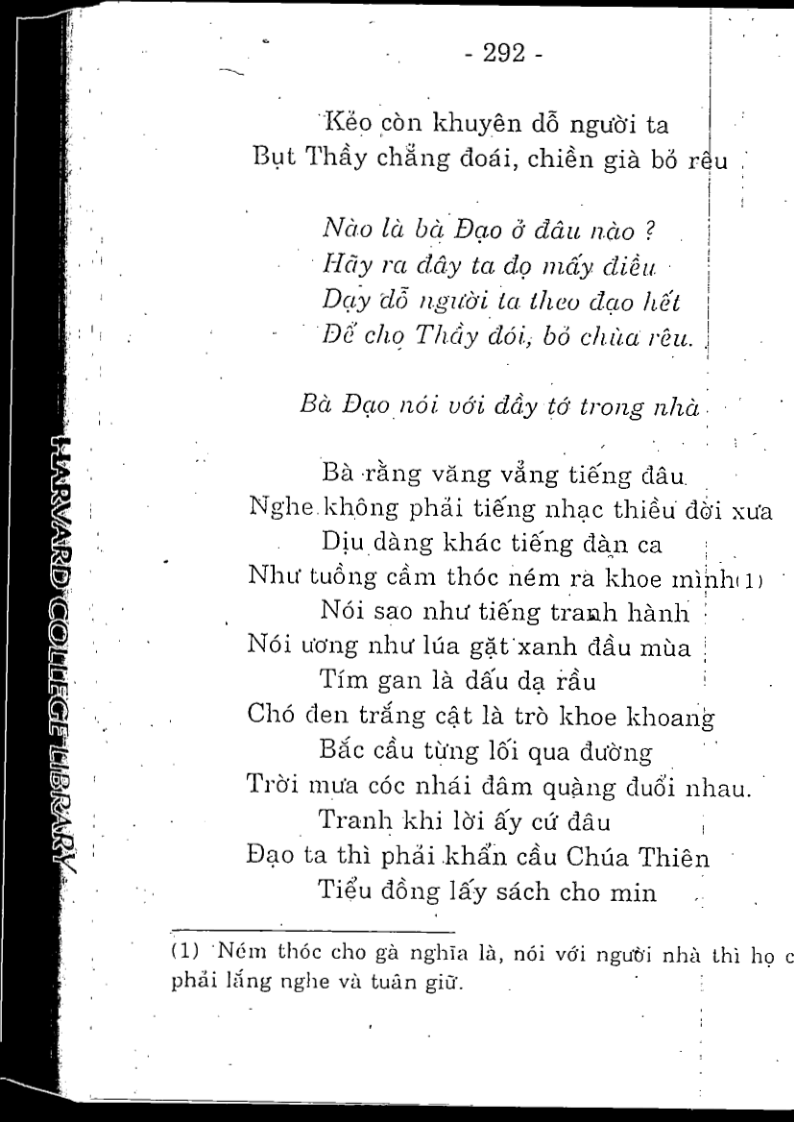 - 292 -
Kẻo còn khuyên dỗ người ta
Bụt Thầy chẳng đoái, chiền già bỏ rêu
Nào là bà Đạo ở đâu nào ?
Hãy ra đây ta đọ mấy điều
Dạy dỗ người ta theo đạo hết
Để cho Thầy đói, bỏ chùa rêu.
Bà Đạo nói với đầy tớ trong nhà
Bà rằng văng vẳng tiếng đâu
Nghe không phải tiếng nhạc thiều đời xưa
Dịu dàng khác tiếng đàn ca
Như tuồng cầm thóc ném ra khoe mình(1)
Nói sao như tiếng tranh hành
Nói ương như lúa gặt xanh đầu mùa
Tím gan là dấu dạ rầu
Chó đen trắng cật là trò khoe khoang
Bắc cầu từng lối qua đường
Trời mưa cóc nhái đâm quàng đuổi nhau.
Tranh khi lời ấy cứ đâu
Đạo ta thì phải khẩn cầu Chúa Thiên
Tiểu đồng lấy sách cho min
(1) Ném thóc cho gà nghĩa là, nói với người nhà thì họ
phải lắng nghe và tuân giữ.
HARVARD COLLEGE LIBRARY